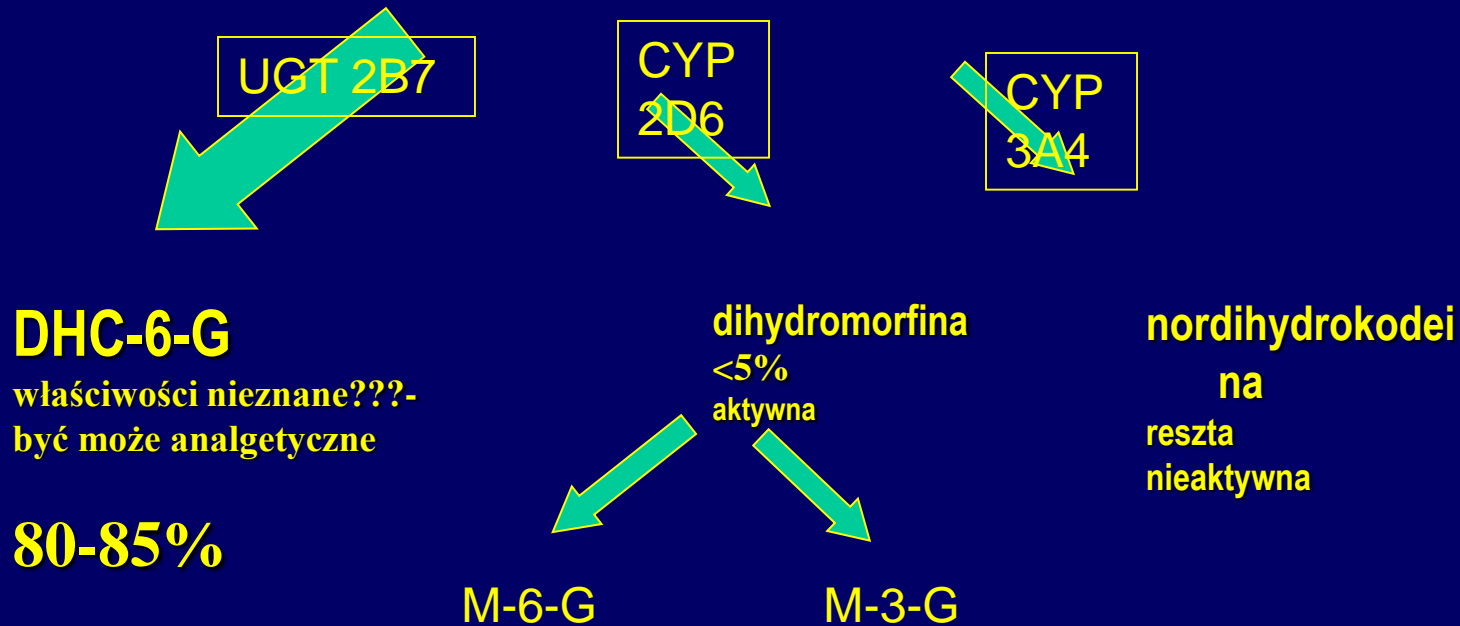 UGT 2B7
CYP
2D6
CYP
3A4
DHC-6-G
właściwości nieznane???-
być może analgetyczne
80-85%
dihydromorfina
<5%
aktywna
nordihydrokodei
na
reszta
nieaktywna
M-6-G
M-3-G